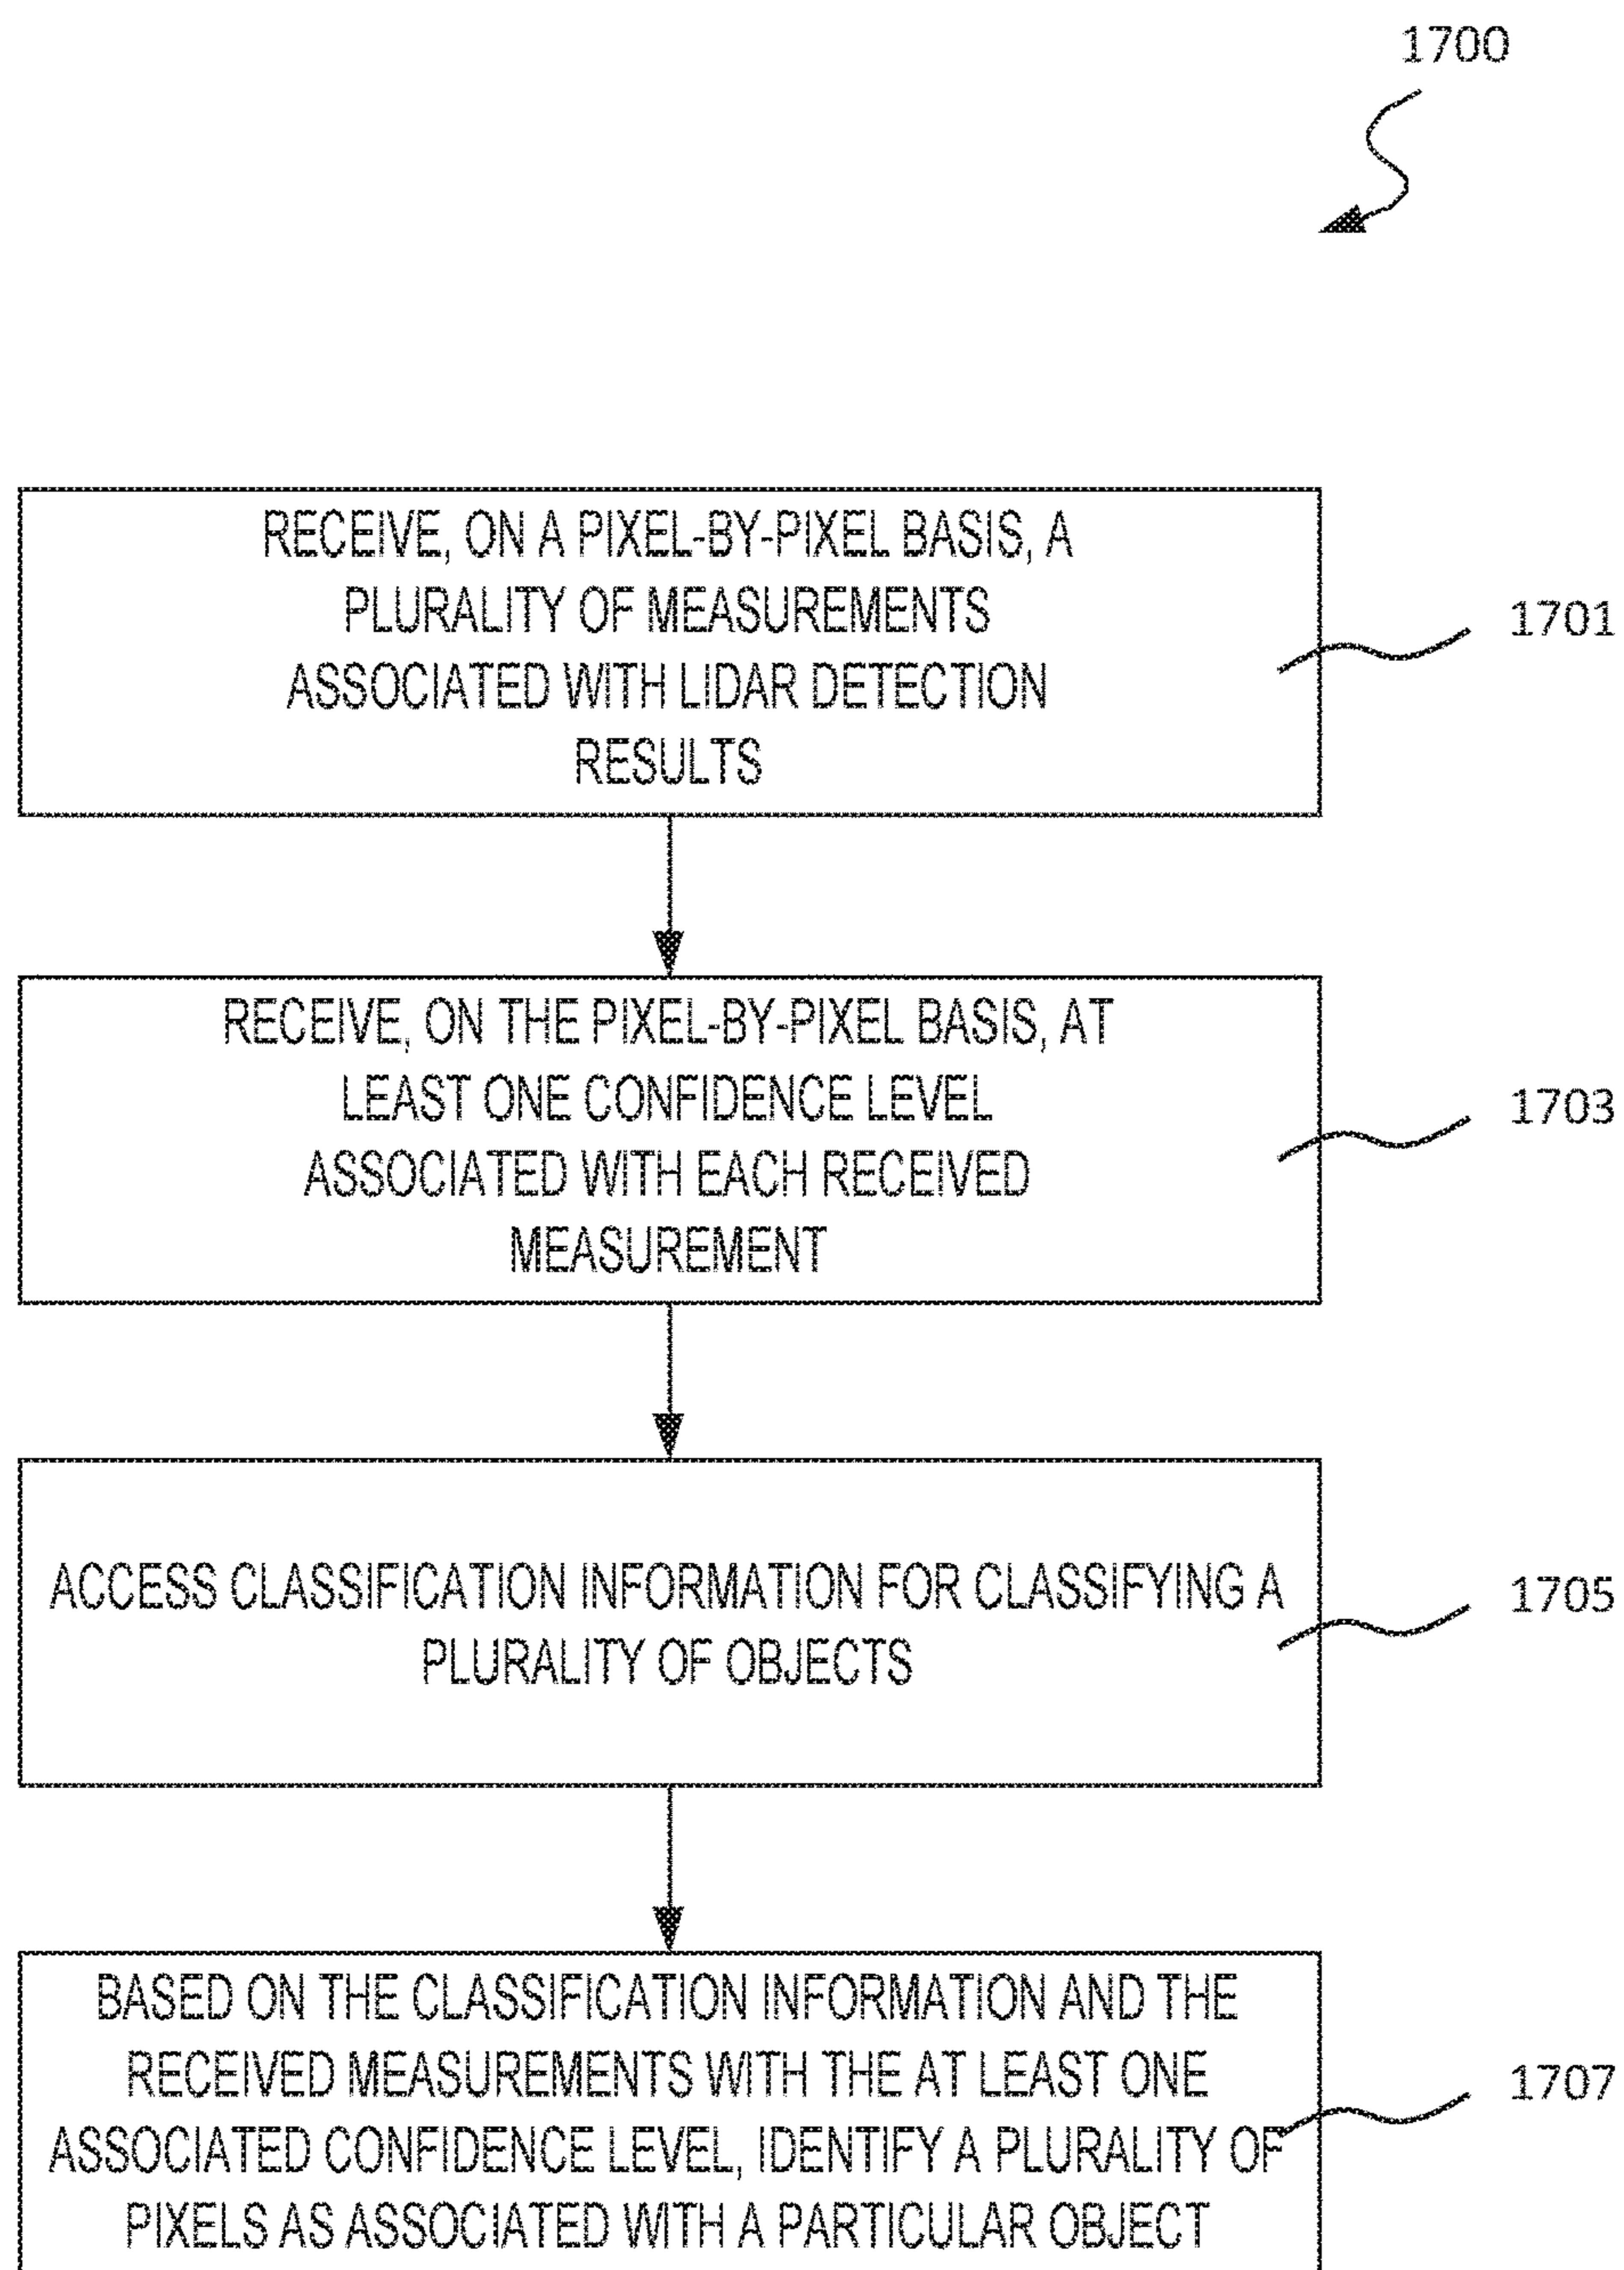 1700
RECEIVE, ON A PIXEL-BY-PIXEL BASIS, A
PLURALITY OF MEASUREMENTS
ASSOCIATED WITH LIDAR DETECTION
RESULTS
1701
RECEIVE, ON THE PIXEL-BY-PIXEL BASIS, AT
LEAST ONE CONFIDENCE LEVEL
ASSOCIATED WITH EACH RECEIVED
MEASUREMENT
1703
ACCESS CLASSIFICATION INFORMATION FOR CLASSIFYING A
PLURALITY OF OBJECTS
1705
BASED ON THE CLASSIFICATION INFORMATION AND THE
RECEIVED MEASUREMENTS WITH THE AT LEAST ONE
ASSOCIATED CONFIDENCE LEVEL, IDENTIFY A PLURALITY OF
PIXELS AS ASSOCIATED WITH A PARTICULAR OBJECT
1707